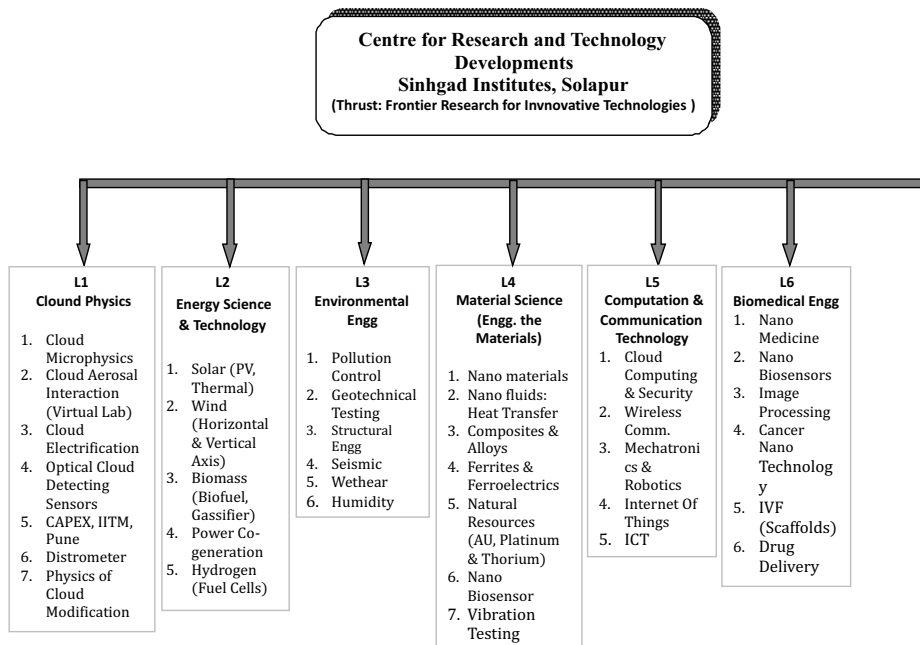 Centre for Research and Technology
Developments
Sinhgad Institutes, Solapur
(Thrust: Frontier Research for Invnovative Technologies )
L1
Clound Physics
1. Cloud
Microphysics
2. Cloud Aerosal
Interaction
(Virtual Lab)
3. Cloud
Electrification
4. Optical Cloud
Detecting
Sensors
5. CAPEX, IITM,
Pune
6. Distrometer
7. Physics of
Cloud
Modification
L2
Energy Science
& Technology
1. Solar (PV,
Thermal)
2. Wind
(Horizontal
& Vertical
Axis)
3. Biomass
(Biofuel,
Gassifier)
4. Power Co-
generation
5. Hydrogen
(Fuel Cells)
L3
Environmental
Engg
1. Pollution
Control
2. Geotechnical
Testing
3. Structural
Engg
4. Seismic
5. Wethear
6. Humidity
L4
Material Science
(Engg. the
Materials)
1. Nano materials
2. Nano fluids:
Heat Transfer
3. Composites &
Alloys
4. Ferrites &
Ferroelectrics
5. Natural
Resources
(AU, Platinum
& Thorium)
6. Nano
Biosensor
7. Vibration
Testing
L5
Computation &
Communication
Technology
1. Cloud
Computing
& Security
2. Wireless
Comm.
3. Mechatroni
cs &
Robotics
4. Internet Of
Things
5. ICT
L6
Biomedical Engg
1. Nano
Medicine
2. Nano
Biosensors
3. Image
Processing
4. Cancer
Nano
Technolog
y
5. IVF
(Scaffolds)
6. Drug
Delivery